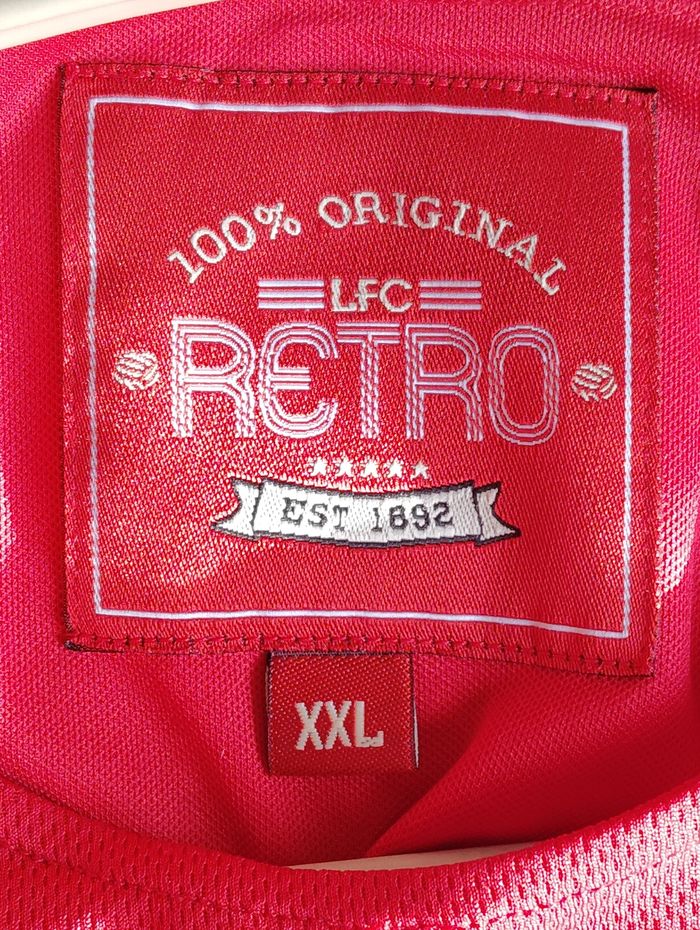 100% ORIGINAL
LFC
RETRO
EST 1892
XXL